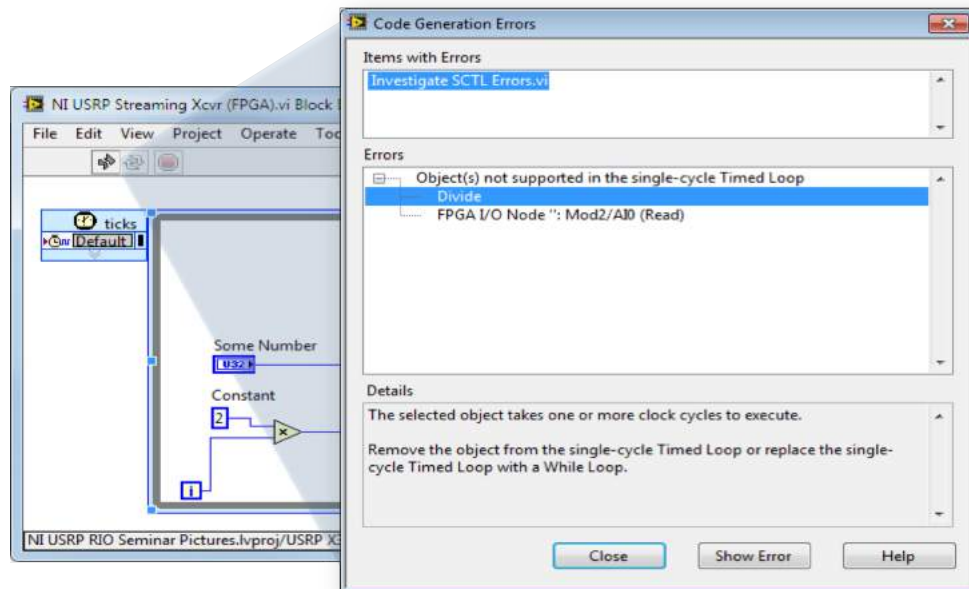 Code Generation Errors
Items with Errors
Investigate SCTL Errors.vi
Errors
Object(s) not supported in the single-cycle Timed Loop
Divide
FPGA I/O Node '': Mod2/AI0 (Read)
Details
The selected object takes one or more clock cycles to execute.
Remove the object from the single-cycle Timed Loop or replace the single-
cycle Timed Loop with a While Loop.
Close Show Error Help
NI USRP Streaming Xcvr (FPGA).vi Block
File Edit View Project Operate
ticks
Default
Some Number
U32
Constant
2
x
i
NI USRP RIO Seminar Pictures.lvproj/USRP